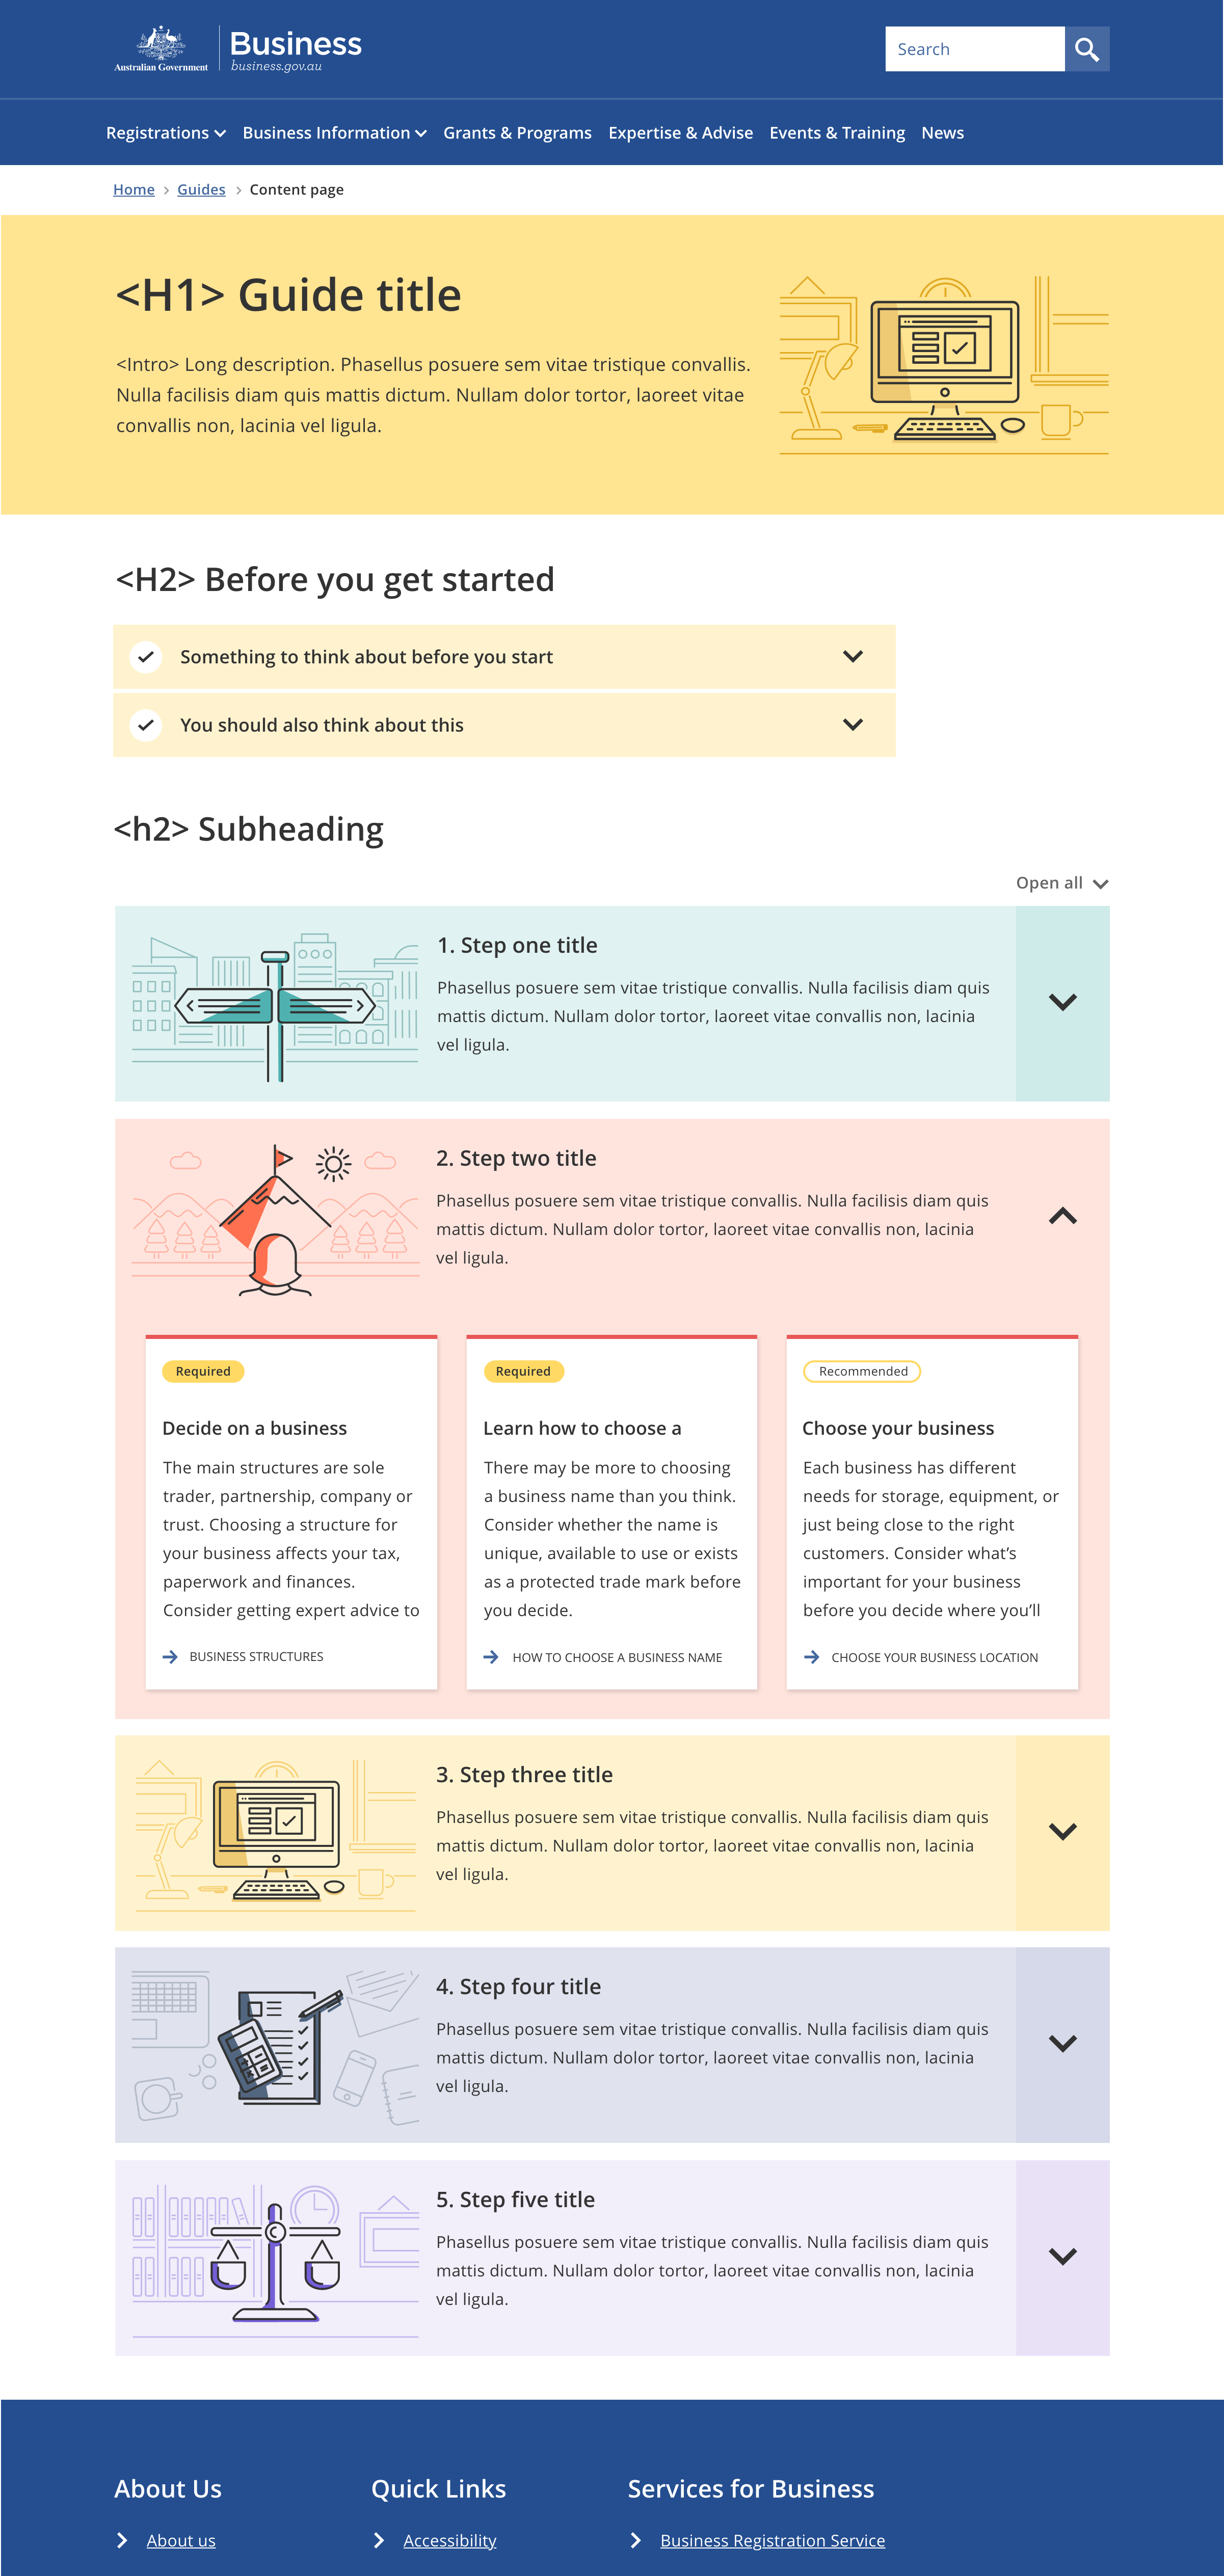 Australian Government
Business
business.gov.au
Search
Registrations Business Information Grants & Programs Expertise & Advise Events & Training News
Home Guides Content page
<H1> Guide title
<Intro> Long description. Phasellus posuere sem vitae tristique convallis.
Nulla facilisis diam quis mattis dictum. Nullam dolor tortor, laoreet vitae
convallis non, lacinia vel ligula.
<H2> Before you get started
Something to think about before you start
You should also think about this
<h2> Subheading
Open all
1. Step one title
Phasellus posuere sem vitae tristique convallis. Nulla facilisis diam quis
mattis dictum. Nullam dolor tortor, laoreet vitae convallis non, lacinia
vel ligula.
2. Step two title
Phasellus posuere sem vitae tristique convallis. Nulla facilisis diam quis
mattis dictum. Nullam dolor tortor, laoreet vitae convallis non, lacinia
vel ligula.
Required
Decide on a business
The main structures are sole
trader, partnership, company or
trust. Choosing a structure for
your business affects your tax,
paperwork and finances.
Consider getting expert advice to
BUSINESS STRUCTURES
Required
Learn how to choose a
There may be more to choosing
a business name than you think.
Consider whether the name is
unique, available to use or exists
as a protected trade mark before
you decide.
HOW TO CHOOSE A BUSINESS NAME
Recommended
Choose your business
Each business has different
needs for storage, equipment, or
just being close to the right
customers. Consider what's
important for your business
before you decide where you'll
CHOOSE YOUR BUSINESS LOCATION
3. Step three title
Phasellus posuere sem vitae tristique convallis. Nulla facilisis diam quis
mattis dictum. Nullam dolor tortor, laoreet vitae convallis non, lacinia
vel ligula.
4. Step four title
Phasellus posuere sem vitae tristique convallis. Nulla facilisis diam quis
mattis dictum. Nullam dolor tortor, laoreet vitae convallis non, lacinia
vel ligula.
5. Step five title
Phasellus posuere sem vitae tristique convallis. Nulla facilisis diam quis
mattis dictum. Nullam dolor tortor, laoreet vitae convallis non, lacinia
vel ligula.
About Us
About us
Quick Links
Accessibility
Services for Business
Business Registration Service